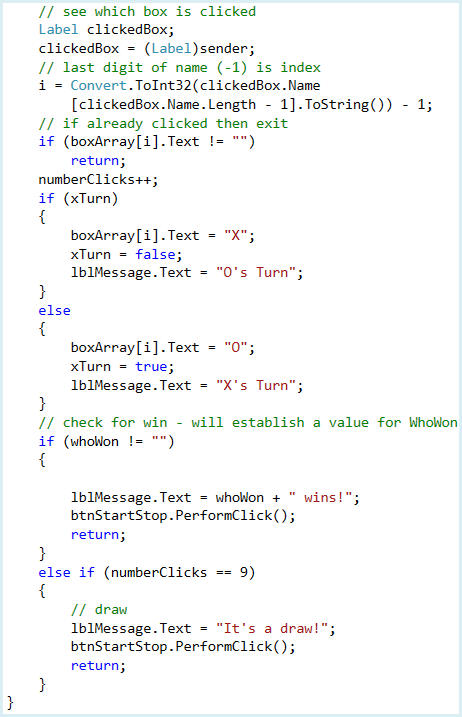 // see which box is clicked
Label clickedBox;
clickedBox = (Label)sender;
// last digit of name (-1) is index
i = Convert.ToInt32(clickedBox.Name
[clickedBox.Name.Length - 1].ToString()) - 1;
// if already clicked then exit
if (boxArray[i].Text != "")
return;
numberClicks++;
if (xTurn)
{
boxArray[i].Text = "X";
xTurn = false;
lblMessage.Text = "O's Turn";
}
else
{
boxArray[i].Text = "O";
xTurn = true;
lblMessage.Text = "X's Turn";
}
// check for win - will establish a value for WhoWon
if (whoWon != "")
{
lblMessage.Text = whoWon + " wins!";
btnStartStop.PerformClick();
return;
}
else if (numberClicks == 9)
{
// draw
lblMessage.Text = "It's a draw!";
btnStartStop.PerformClick();
return;
}
}